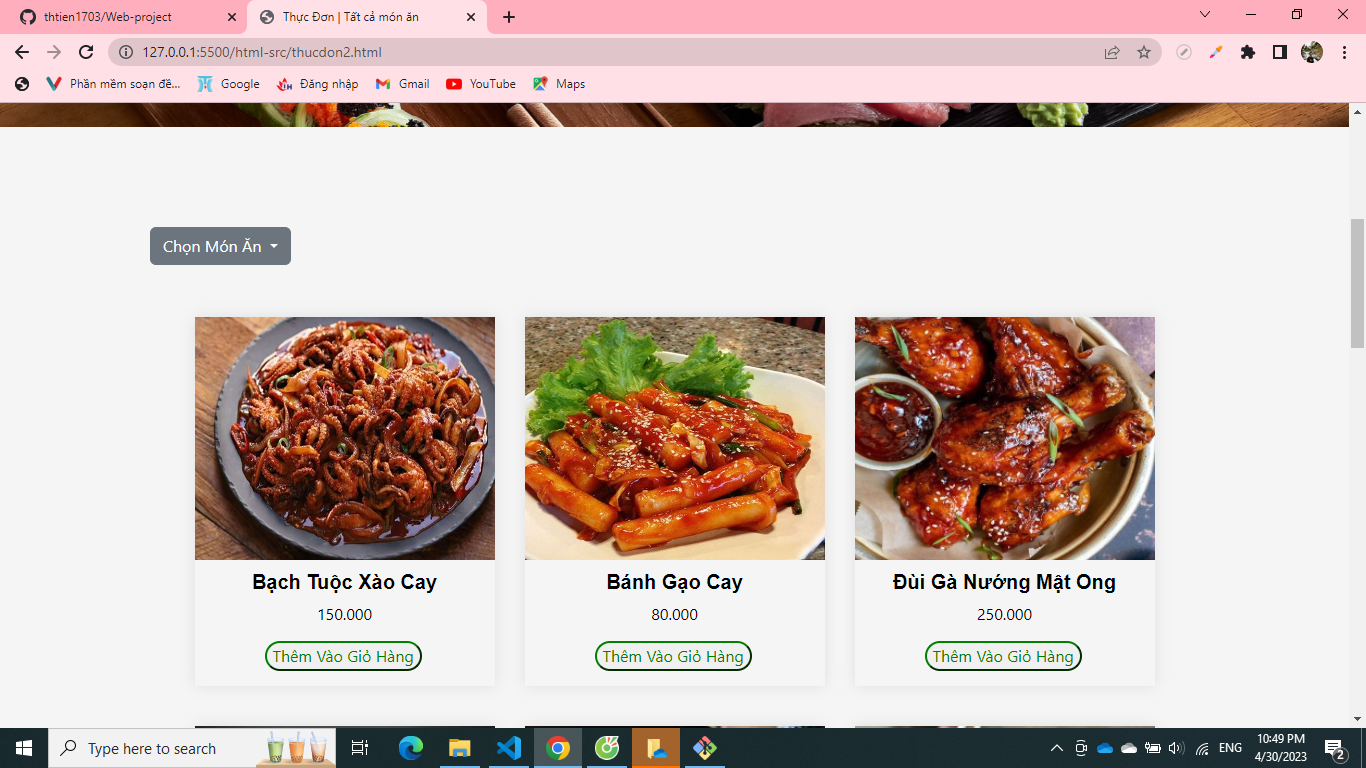 thtien1703/Web-project
Thực Đơn | Tất cả món ăn
127.0.0.1:5500/html-src/thucdon2.html
Phần mềm soạn đề...
Google
Đăng nhập
Gmail
YouTube
Maps
Chọn Món Ăn
Bạch Tuộc Xào Cay
150.000
Thêm Vào Giỏ Hàng
Bánh Gạo Cay
80.000
Thêm Vào Giỏ Hàng
Đùi Gà Nướng Mật Ong
250.000
Thêm Vào Giỏ Hàng
Type here to search
ENG
10:49 PM
4/30/2023
2